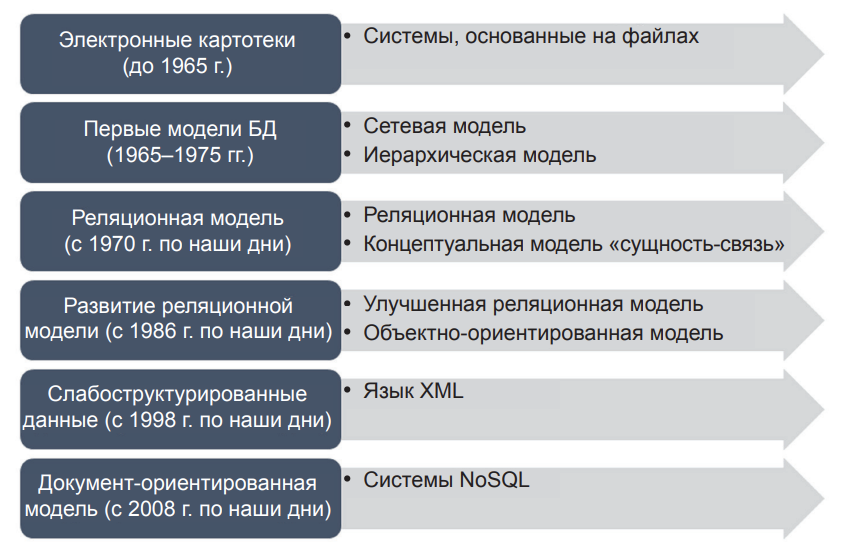 Электронные картотеки
(до 1965 г.)
• Системы, основанные на файлах
Первые модели БД
(1965–1975 гг.)
• Сетевая модель
• Иерархическая модель
Реляционная модель
(с 1970 г. по наши дни)
• Реляционная модель
• Концептуальная модель «сущность-связь»
Развитие реляционной
модели (с 1986 г. по наши дни)
• Улучшенная реляционная модель
• Объектно-ориентированная модель
Слабоструктурированные
данные (с 1998 г. по наши дни)
• Язык XML
Документ-ориентированная
модель (с 2008 г. по наши дни)
• Системы NoSQL